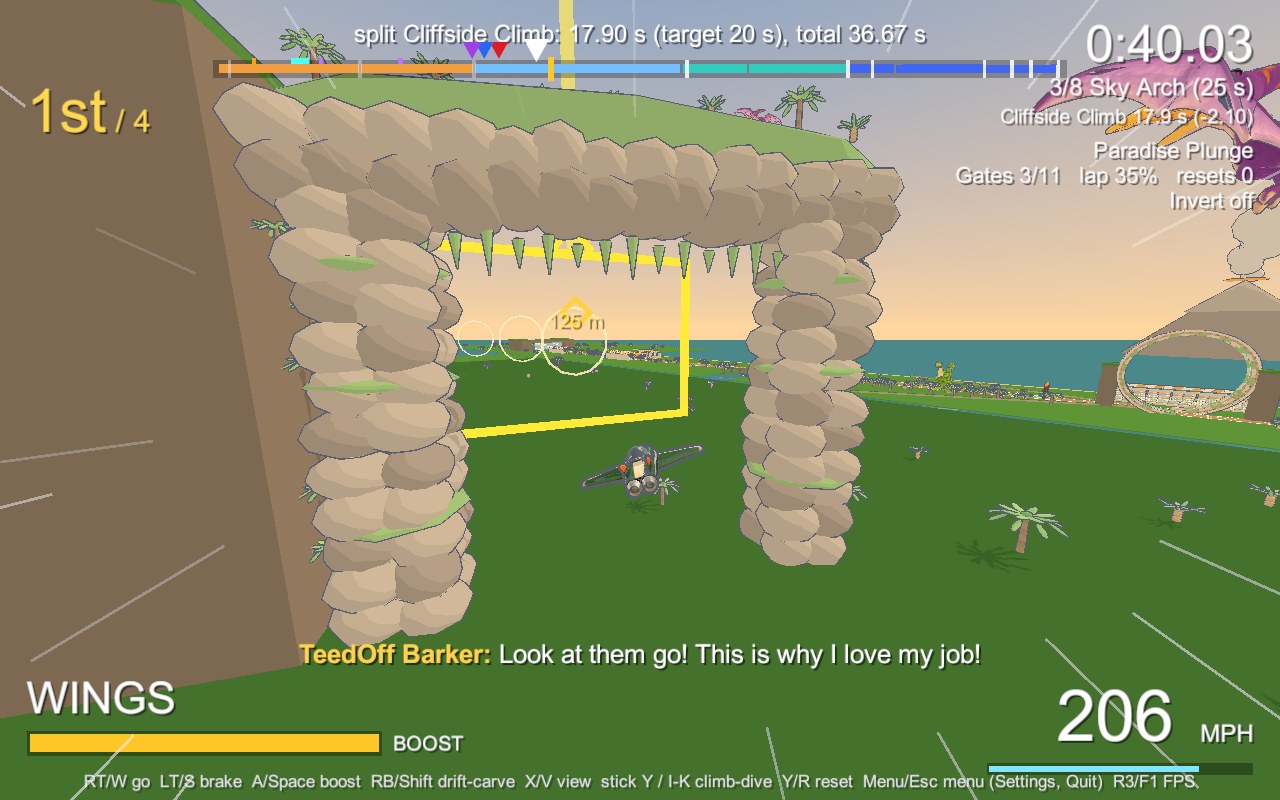 split Cliffside Climb: 17.90 s (target 20 s), total 36.67 s
0:40.03
1st / 4
3/8 Sky Arch (25 s)
Cliffside Climb 17.9 s (-2.10)
Paradise Plunge
Gates 3/11 lap 35% resets 0
Invert off
125 m
TeedOff Barker: Look at them go! This is why I love my job!
WINGS
206 MPH
BOOST
RT/W go LT/S brake A/Space boost RB/Shift drift-carve X/V view stick Y / I-K climb-dive Y/R reset Menu/Esc menu (Settings, Quit) R3/F1 FPS